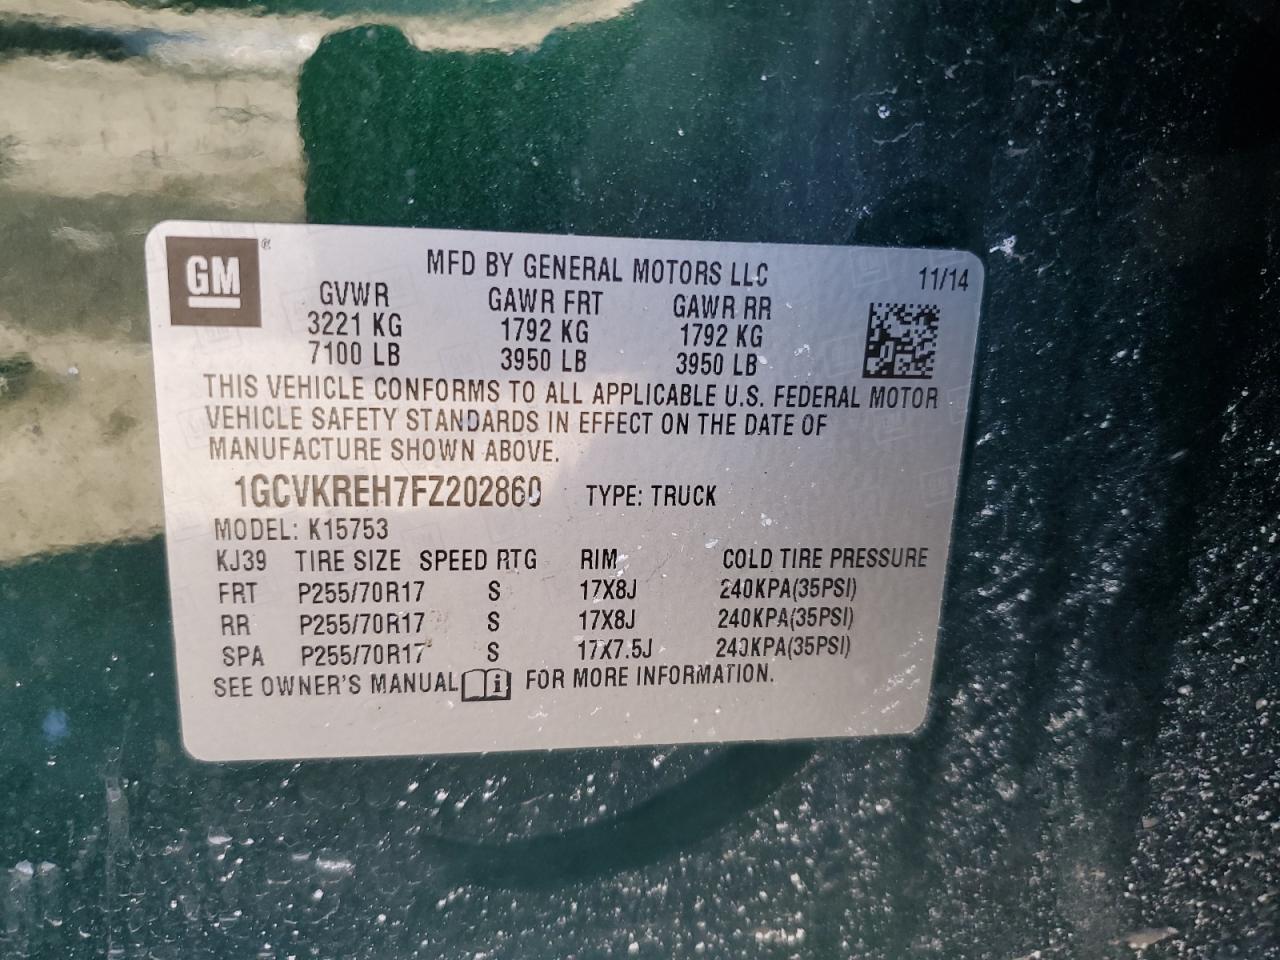 GM®
MFD BY GENERAL MOTORS LLC 11/14
GVWR GAWR FRT GAWR RR
3221 KG 1792 KG 1792 KG
7100 LB 3950 LB 3950 LB
THIS VEHICLE CONFORMS TO ALL APPLICABLE U.S. FEDERAL MOTOR
VEHICLE SAFETY STANDARDS IN EFFECT ON THE DATE OF
MANUFACTURE SHOWN ABOVE.
1GCVKREH7FZ202860 TYPE: TRUCK
MODEL: K15753
KJ39 TIRE SIZE SPEED RTG RIM COLD TIRE PRESSURE
FRT P255/70R17 S 17X8J 240KPA(35PSI)
RR P255/70R17 S 17X8J 240KPA(35PSI)
SPA P255/70R17 S 17X7.5J 240KPA(35PSI)
SEE OWNER'S MANUAL i FOR MORE INFORMATION.